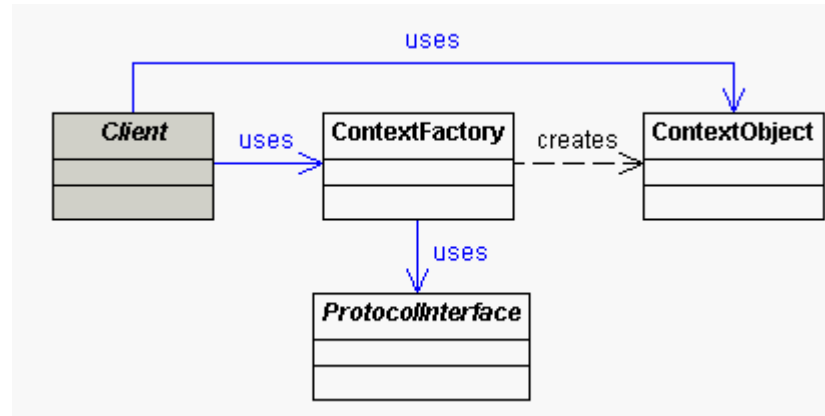 uses
Client
uses
ContextFactory
creates
ContextObject
uses
ProtocolInterface